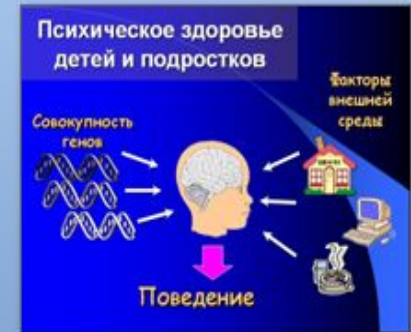 Психическое здоровье
детей и подростков
Факторы
внешней
среды
Совокупность
генов
Поведение